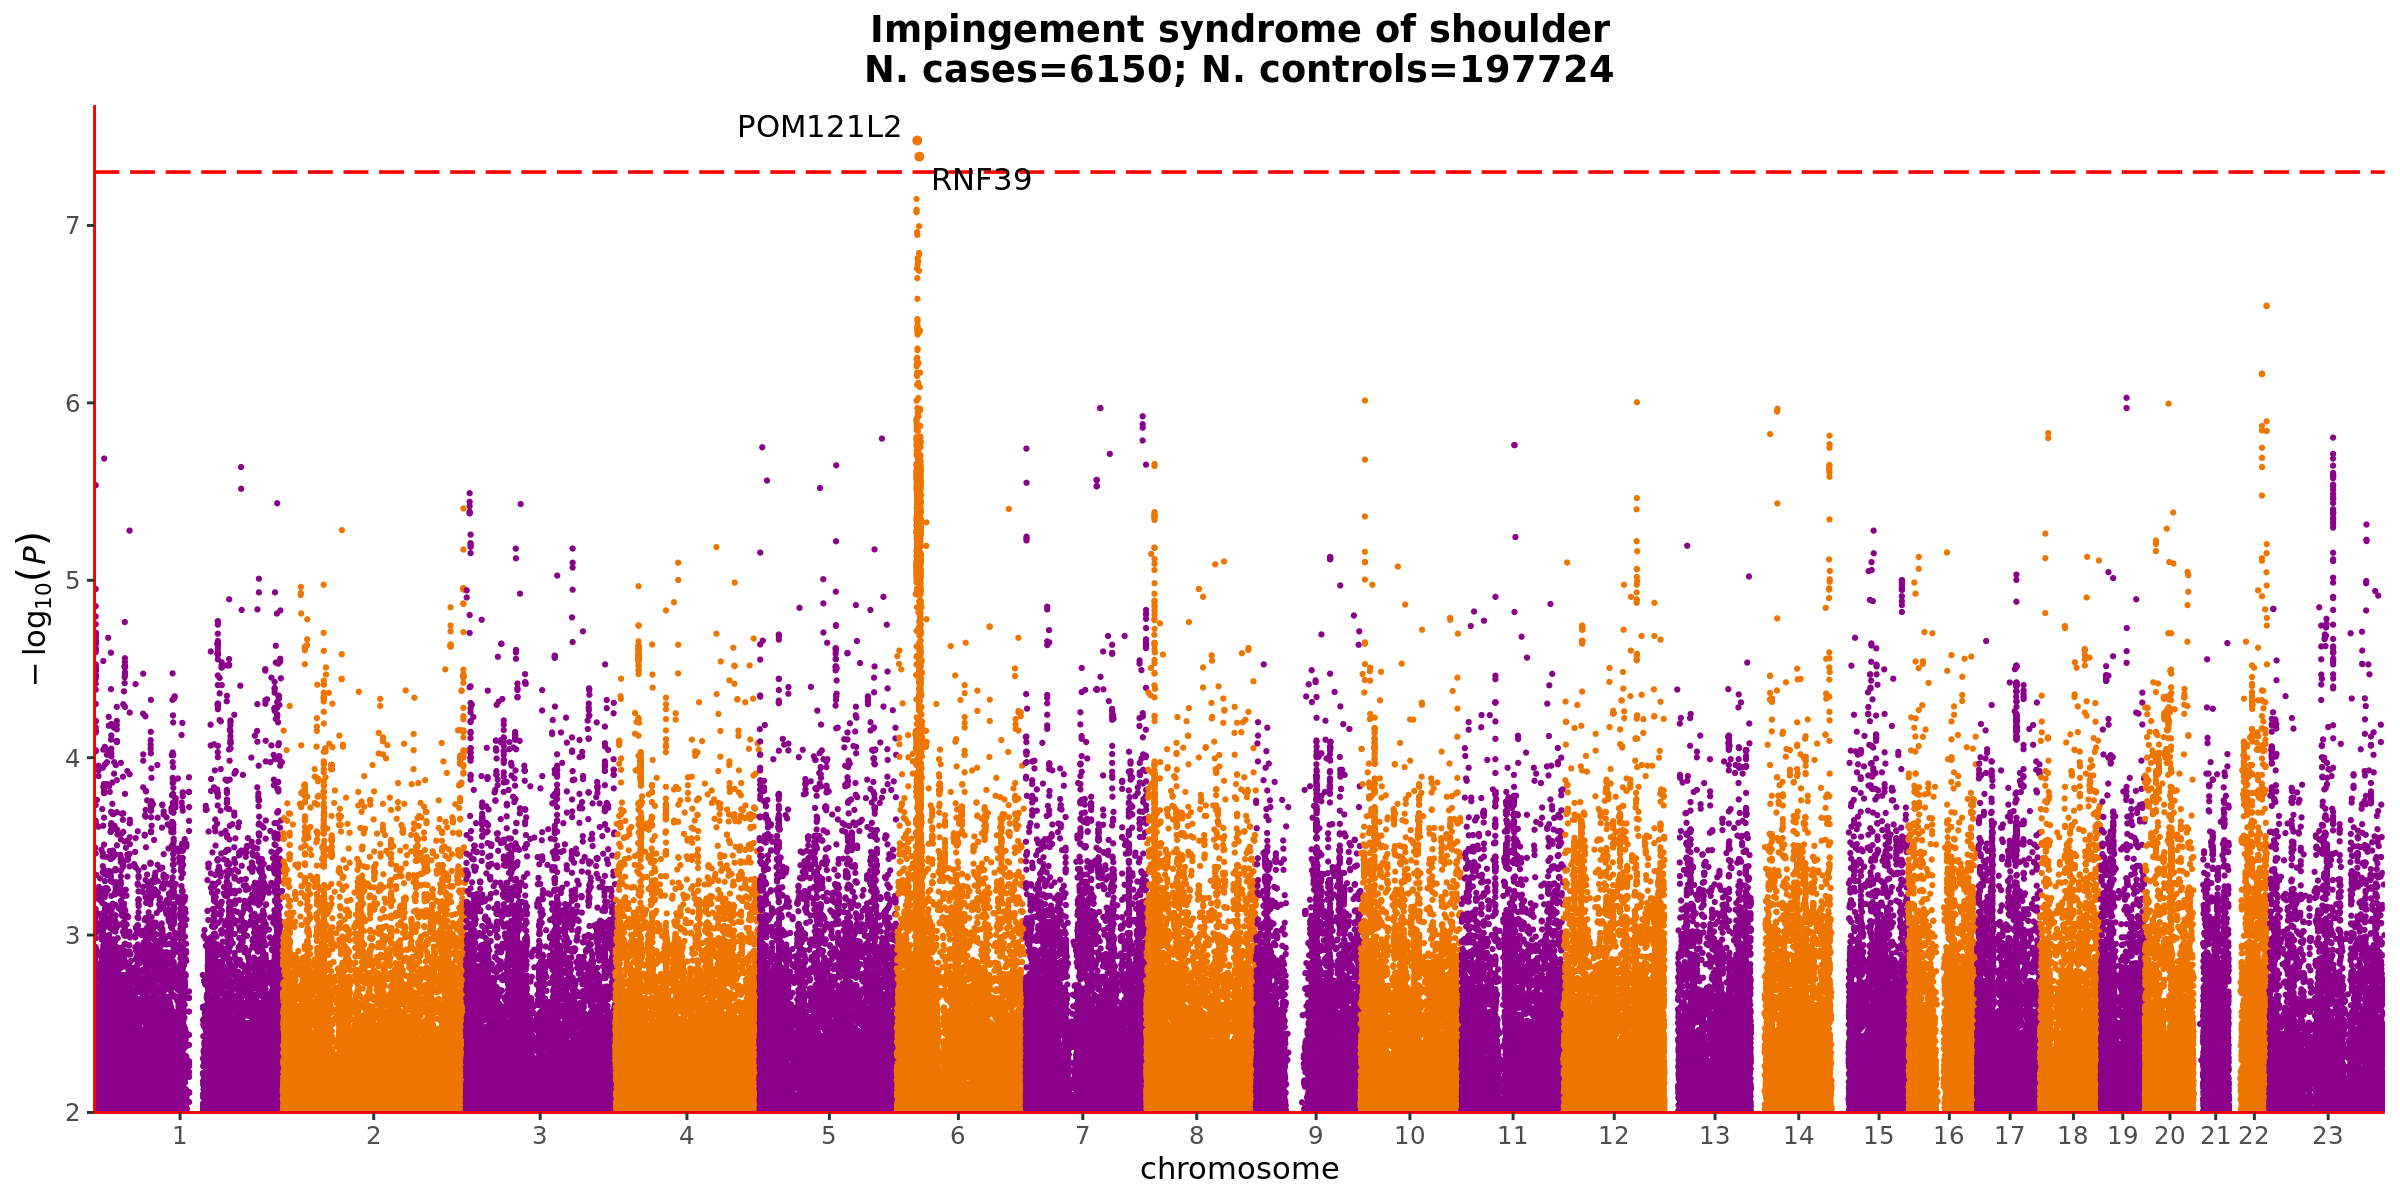 Impingement syndrome of shoulder
N. cases=6150; N. controls=197724
POM121L2
RNF39
7
6
5
4
3
2
−log10(P)
1 2 3 4 5 6 7 8 9 10 11 12 13 14 15 16 17 18 19 20 21 22 23
chromosome